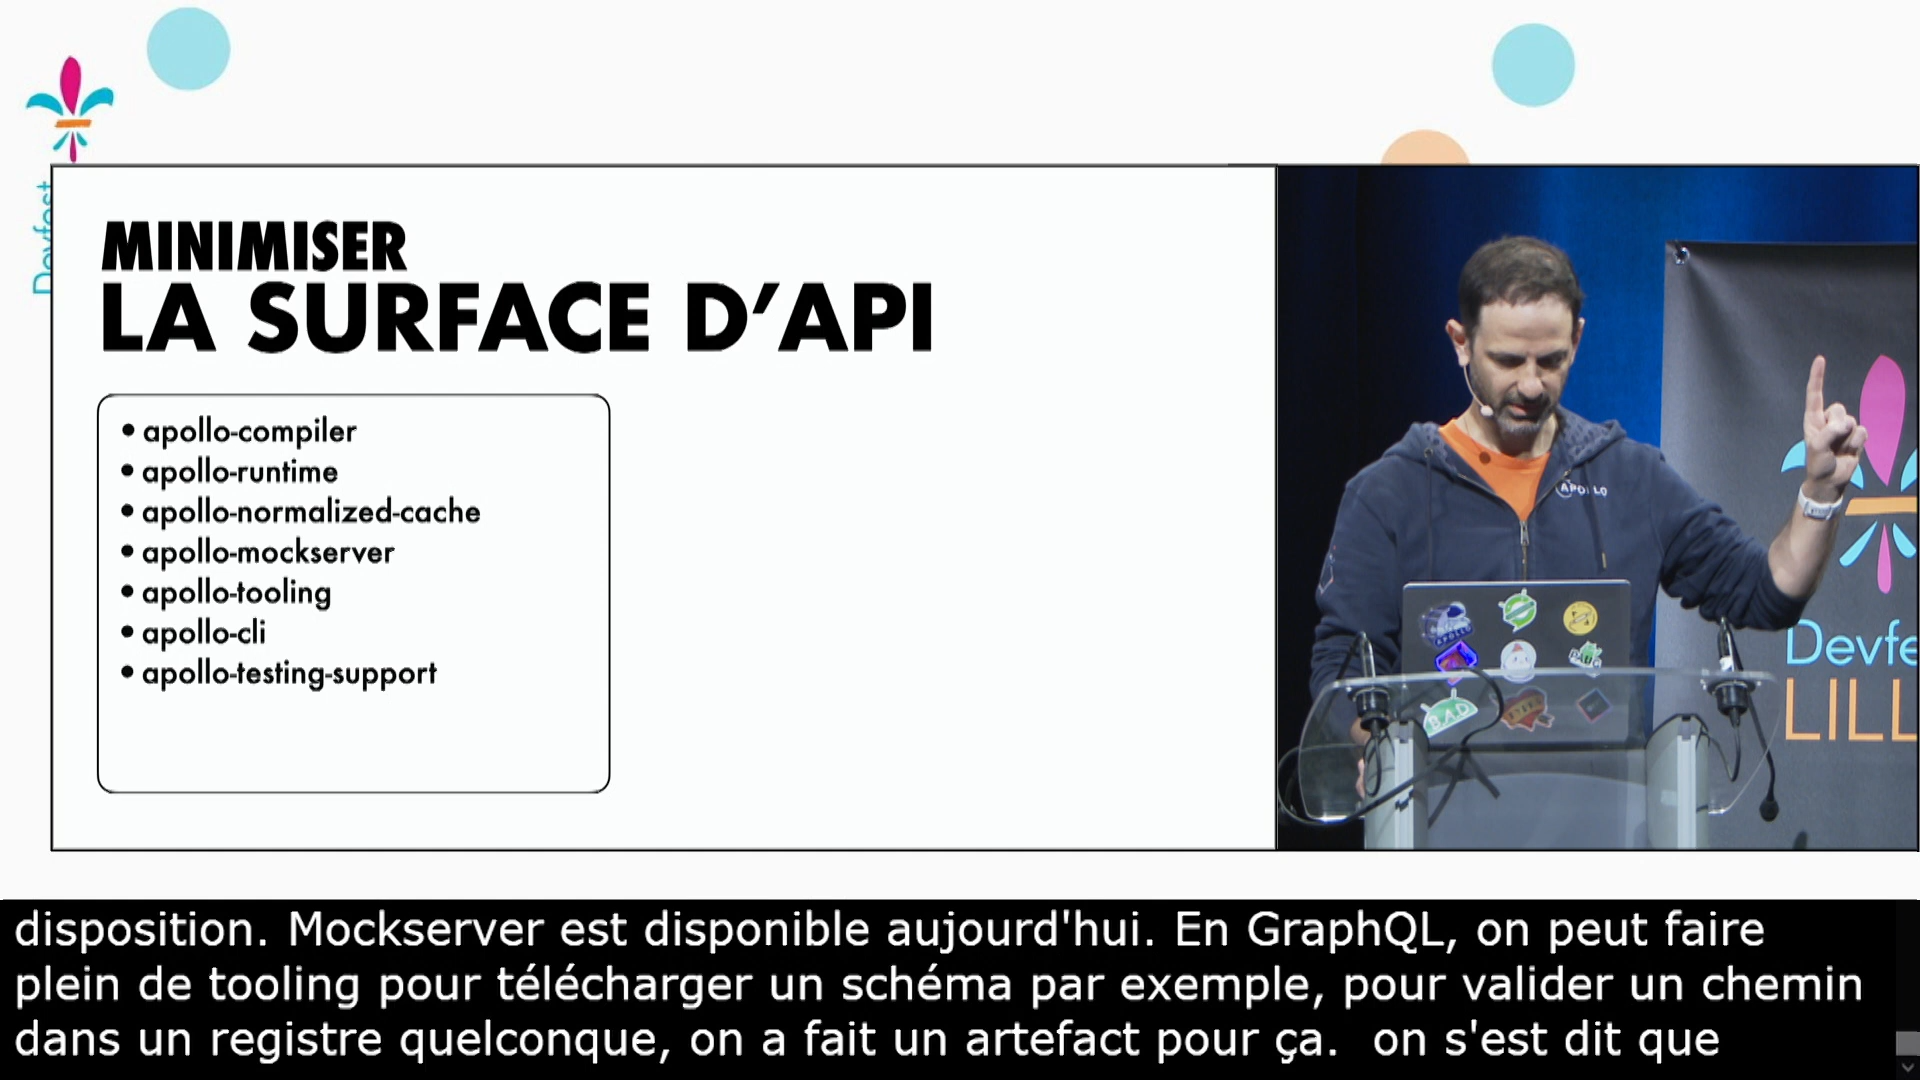 Devfest
MINIMISER
LA SURFACE D’API
• apollo-compiler
• apollo-runtime
• apollo-normalized-cache
• apollo-mockserver
• apollo-tooling
• apollo-cli
• apollo-testing-support
APOLLO
APOLLO
B.A.D
Devfe
LILL
disposition. Mockserver est disponible aujourd'hui. En GraphQL, on peut faire
plein de tooling pour télécharger un schéma par exemple, pour valider un chemin
dans un registre quelconque, on a fait un artefact pour ça. on s'est dit que